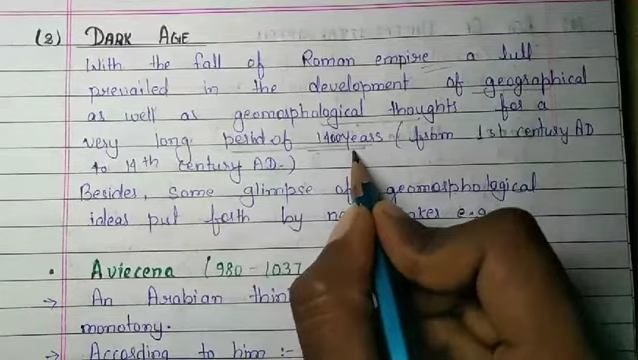 (2) DARK AGE
With the fall of Roman empire a lull
prevailed in the development of geographical
as well as geomorphological thoughts for a
very long period of 1400 years (from 1st century AD
to 14th century AD-)
Besides, some glimpse of geomorphological
ideas put forth by e.g.
• Aviecena (980-1037
→ An Arabian
monotony.
→ According to him :-